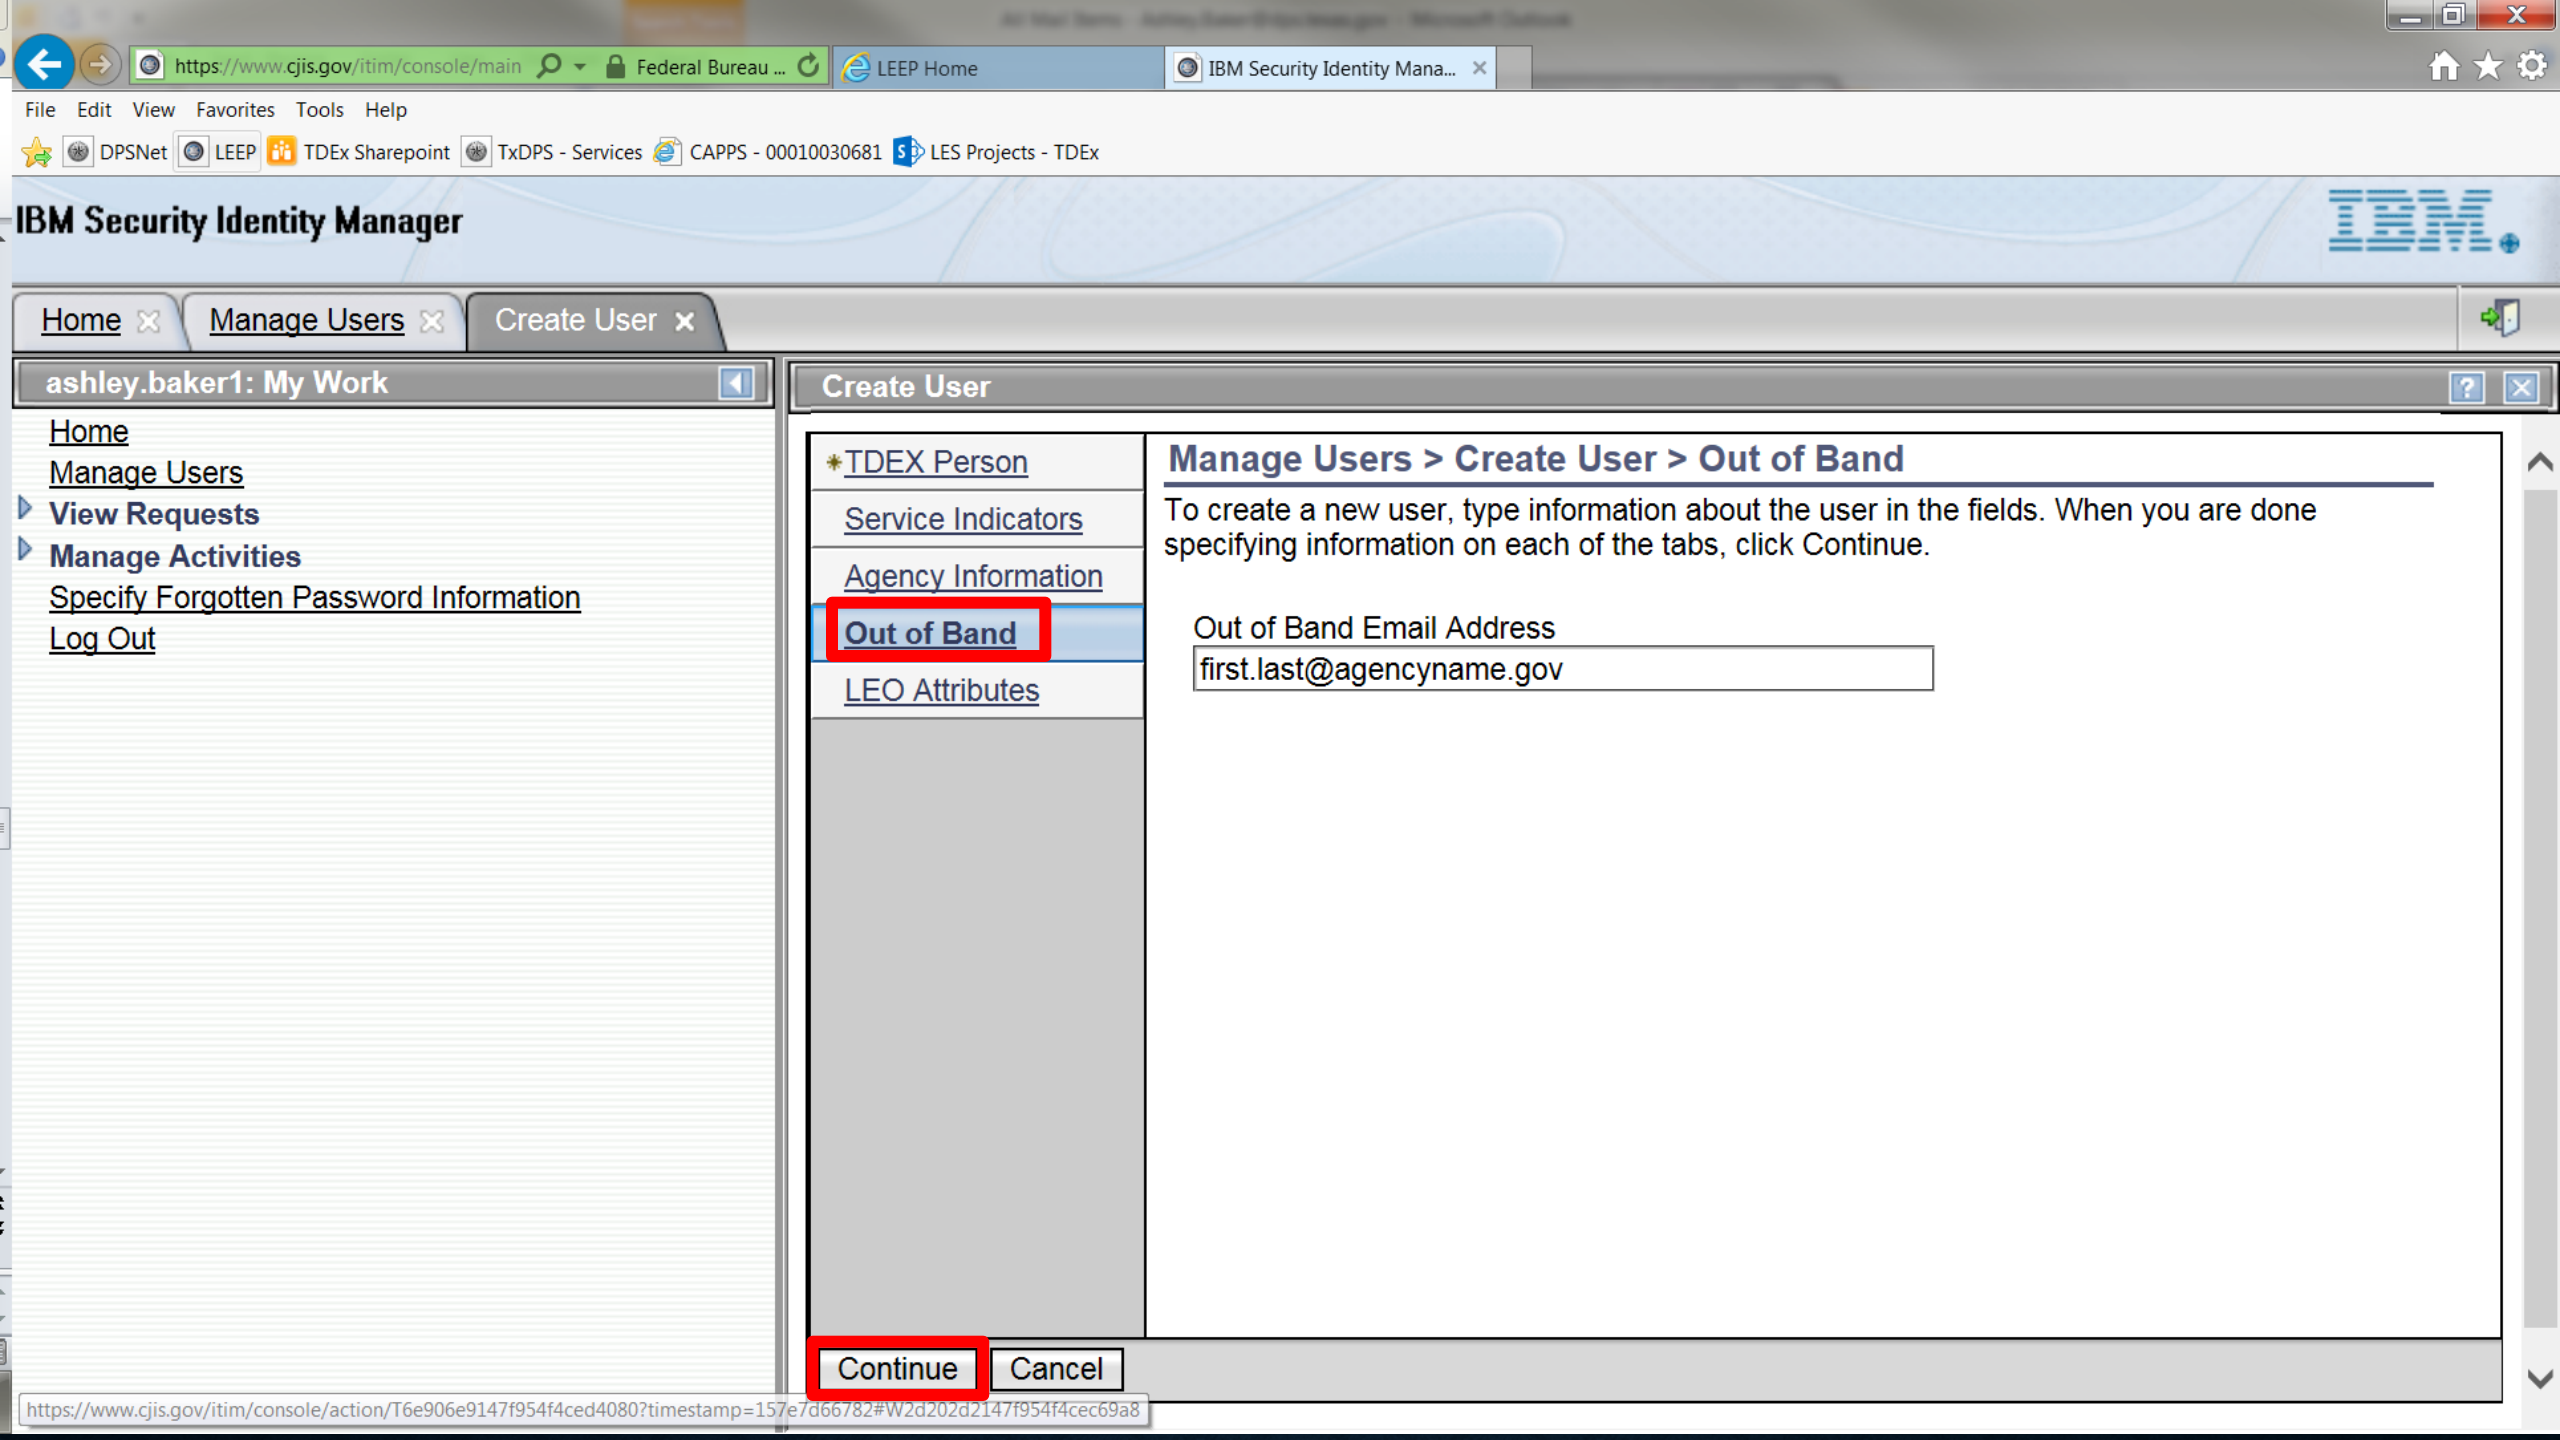 https://www.cjis.gov/itim/console/main
Federal Bureau ...
LEEP Home
IBM Security Identity Mana...
File Edit View Favorites Tools Help
DPSNet LEEP TDEx Sharepoint TxDPS - Services CAPPS - 00010030681 LES Projects - TDEx
IBM Security Identity Manager
IBM
Home Manage Users Create User
ashley.baker1: My Work
Home
Manage Users
View Requests
Manage Activities
Specify Forgotten Password Information
Log Out
Create User
?
*TDEX Person
Service Indicators
Agency Information
Out of Band
LEO Attributes
Manage Users > Create User > Out of Band
To create a new user, type information about the user in the fields. When you are done
specifying information on each of the tabs, click Continue.
Out of Band Email Address
first.last@agencyname.gov
Continue Cancel
https://www.cjis.gov/itim/console/action/T6e906e9147f954f4ced4080?timestamp=157e7d66782#W2d202d2147f954f4cec69a8